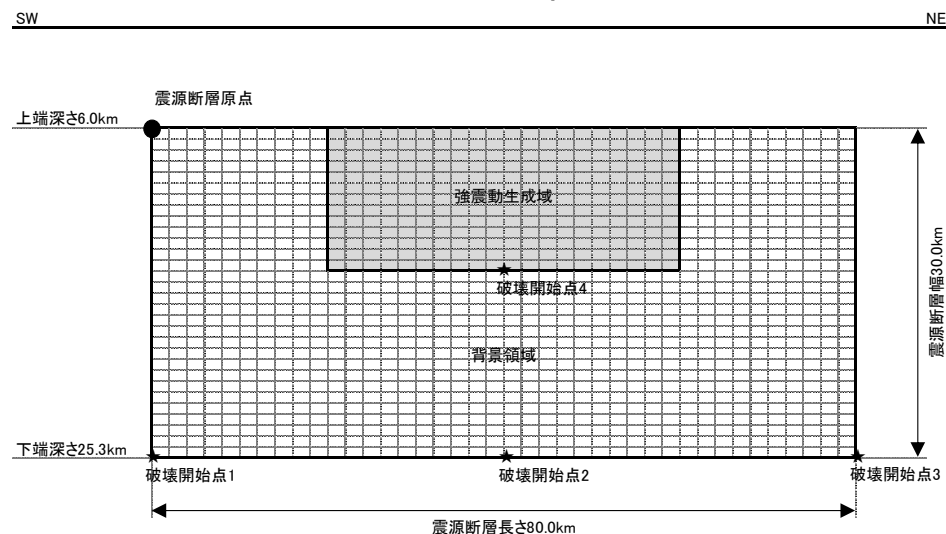 SW
NE
震源断層原点
上端深さ6.0km
強震動生成域
破壊開始点4
震源断層幅30.0km
背景領域
下端深さ25.3km
破壊開始点1
破壊開始点2
破壊開始点3
震源断層長さ80.0km